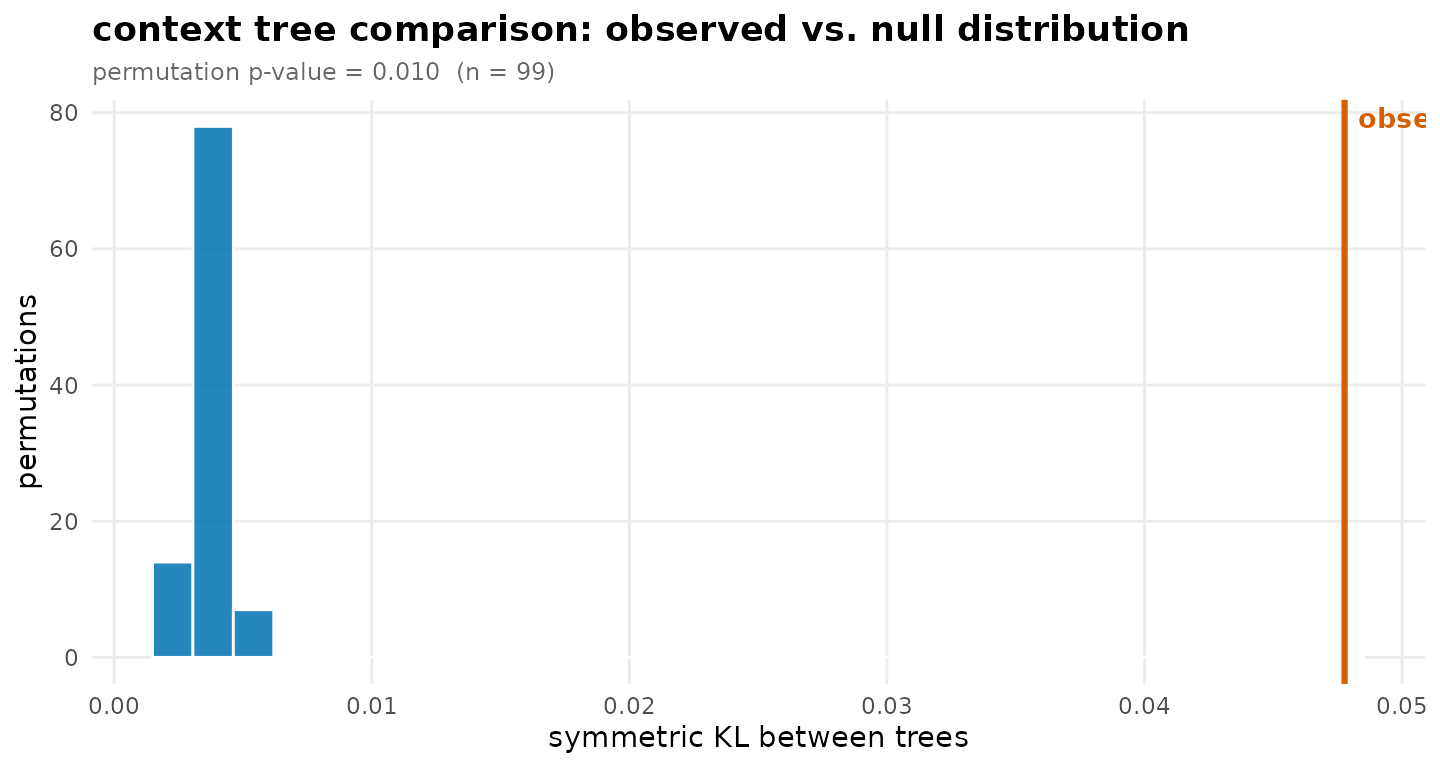 context tree comparison: observed vs. null distribution
permutation p-value = 0.010  (n = 99)
obse
permutations
80
60
40
20
0
0.00 0.01 0.02 0.03 0.04 0.05
symmetric KL between trees